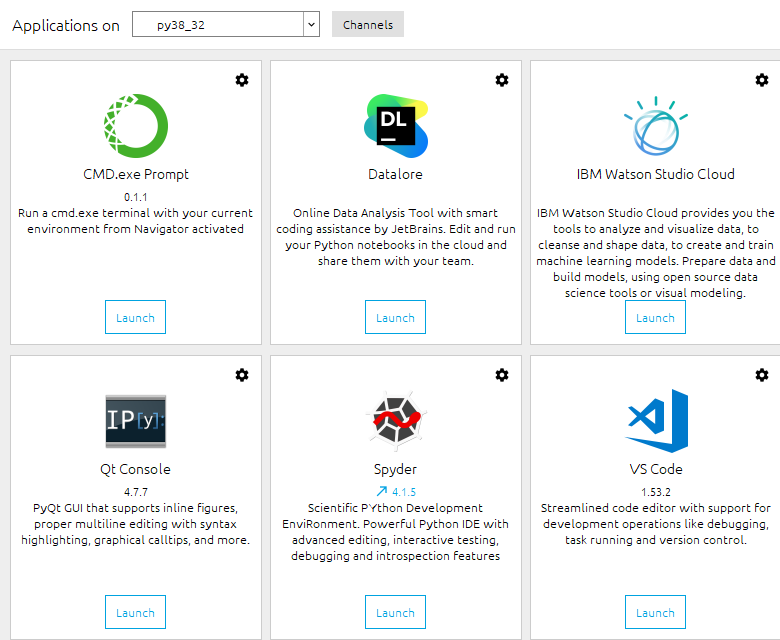 Applications on py38_32 Channels
CMD.exe Prompt
0.1.1
Run a cmd.exe terminal with your current
environment from Navigator activated
Launch
DL
Datalore
Online Data Analysis Tool with smart
coding assistance by JetBrains. Edit and run
your Python notebooks in the cloud and
share them with your team.
Launch
IBM Watson Studio Cloud
IBM Watson Studio Cloud provides you the
tools to analyze and visualize data, to
cleanse and shape data, to create and train
machine learning models. Prepare data and
build models, using open source data
science tools or visual modeling.
Launch
IP[y]:
Qt Console
4.7.7
PyQt GUI that supports inline figures,
proper multiline editing with syntax
highlighting, graphical calltips, and more.
Launch
Spyder
4.1.5
Scientific PYthon Development
EnviRonment. Powerful Python IDE with
advanced editing, interactive testing,
debugging and introspection features
Launch
VS Code
1.53.2
Streamlined code editor with support for
development operations like debugging,
task running and version control.
Launch